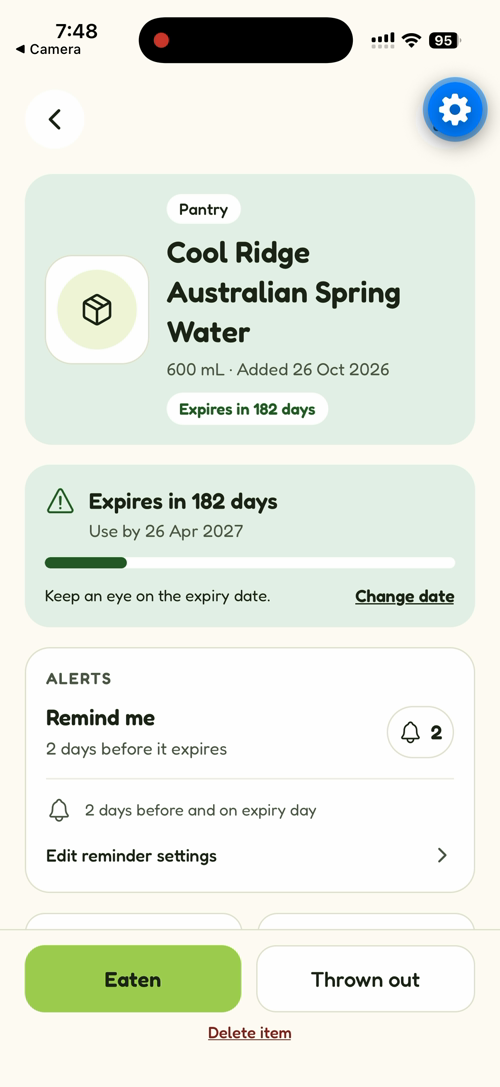 7:48
95
◀ Camera
Pantry
Cool Ridge
Australian Spring
Water
600 mL · Added 26 Oct 2026
Expires in 182 days
Expires in 182 days
Use by 26 Apr 2027
Keep an eye on the expiry date.
Change date
ALERTS
Remind me
2 days before it expires
2
2 days before and on expiry day
Edit reminder settings
Eaten
Thrown out
Delete item